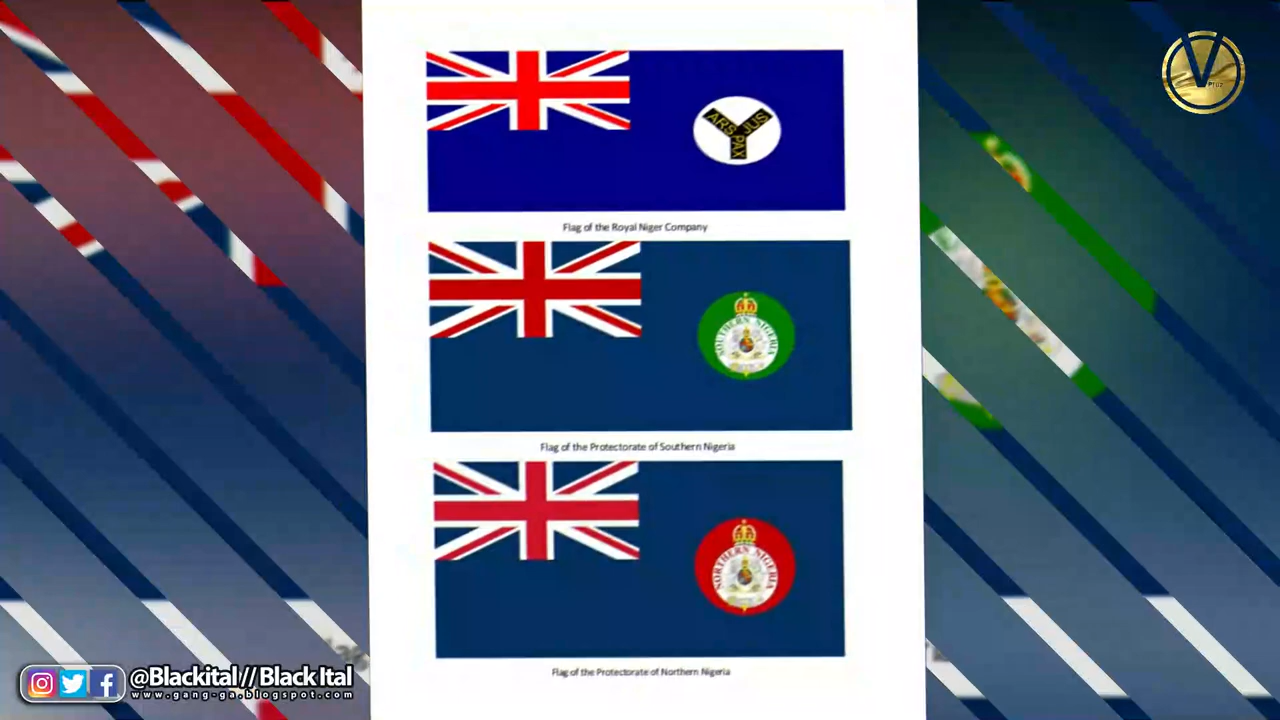 V
PLUZ
ARS JUS
PAX
Flag of the Royal Niger Company
SOUTHERN NIGERIA
Flag of the Protectorate of Southern Nigeria
NORTHERN NIGERIA
Flag of the Protectorate of Northern Nigeria
@Blackital // Black Ital
www.gang-ga.blogspot.com